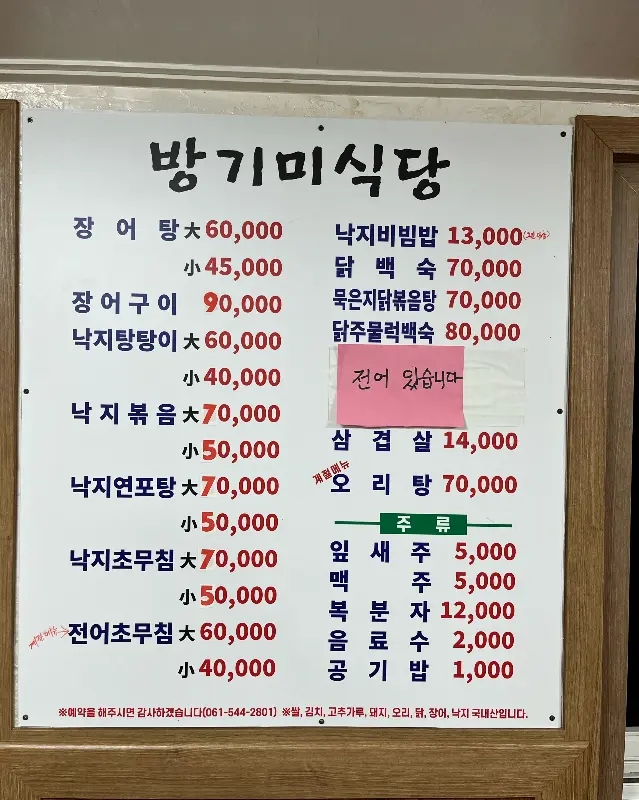 방기미식당
장어탕 大 60,000
小 45,000
장어구이 90,000
낙지탕탕이 大 60,000
小 40,000
낙지볶음 大 70,000
小 50,000
낙지연포탕 大 70,000
小 50,000
낙지초무침 大 70,000
小 50,000
전어초무침 大 60,000
小 40,000
낙지비빔밥 13,000
닭백숙 70,000
묵은지닭볶음탕 70,000
닭주물럭백숙 80,000
전어 있습니다
삼겹살 14,000
계절메뉴
오리탕 70,000
주류
잎새주 5,000
맥주 5,000
복분자 12,000
음료수 2,000
공기밥 1,000
※예약을 해주시면 감사하겠습니다(061-544-2801) ※쌀, 김치, 고추가루, 돼지, 오리, 닭, 장어, 낙지 국내산입니다.